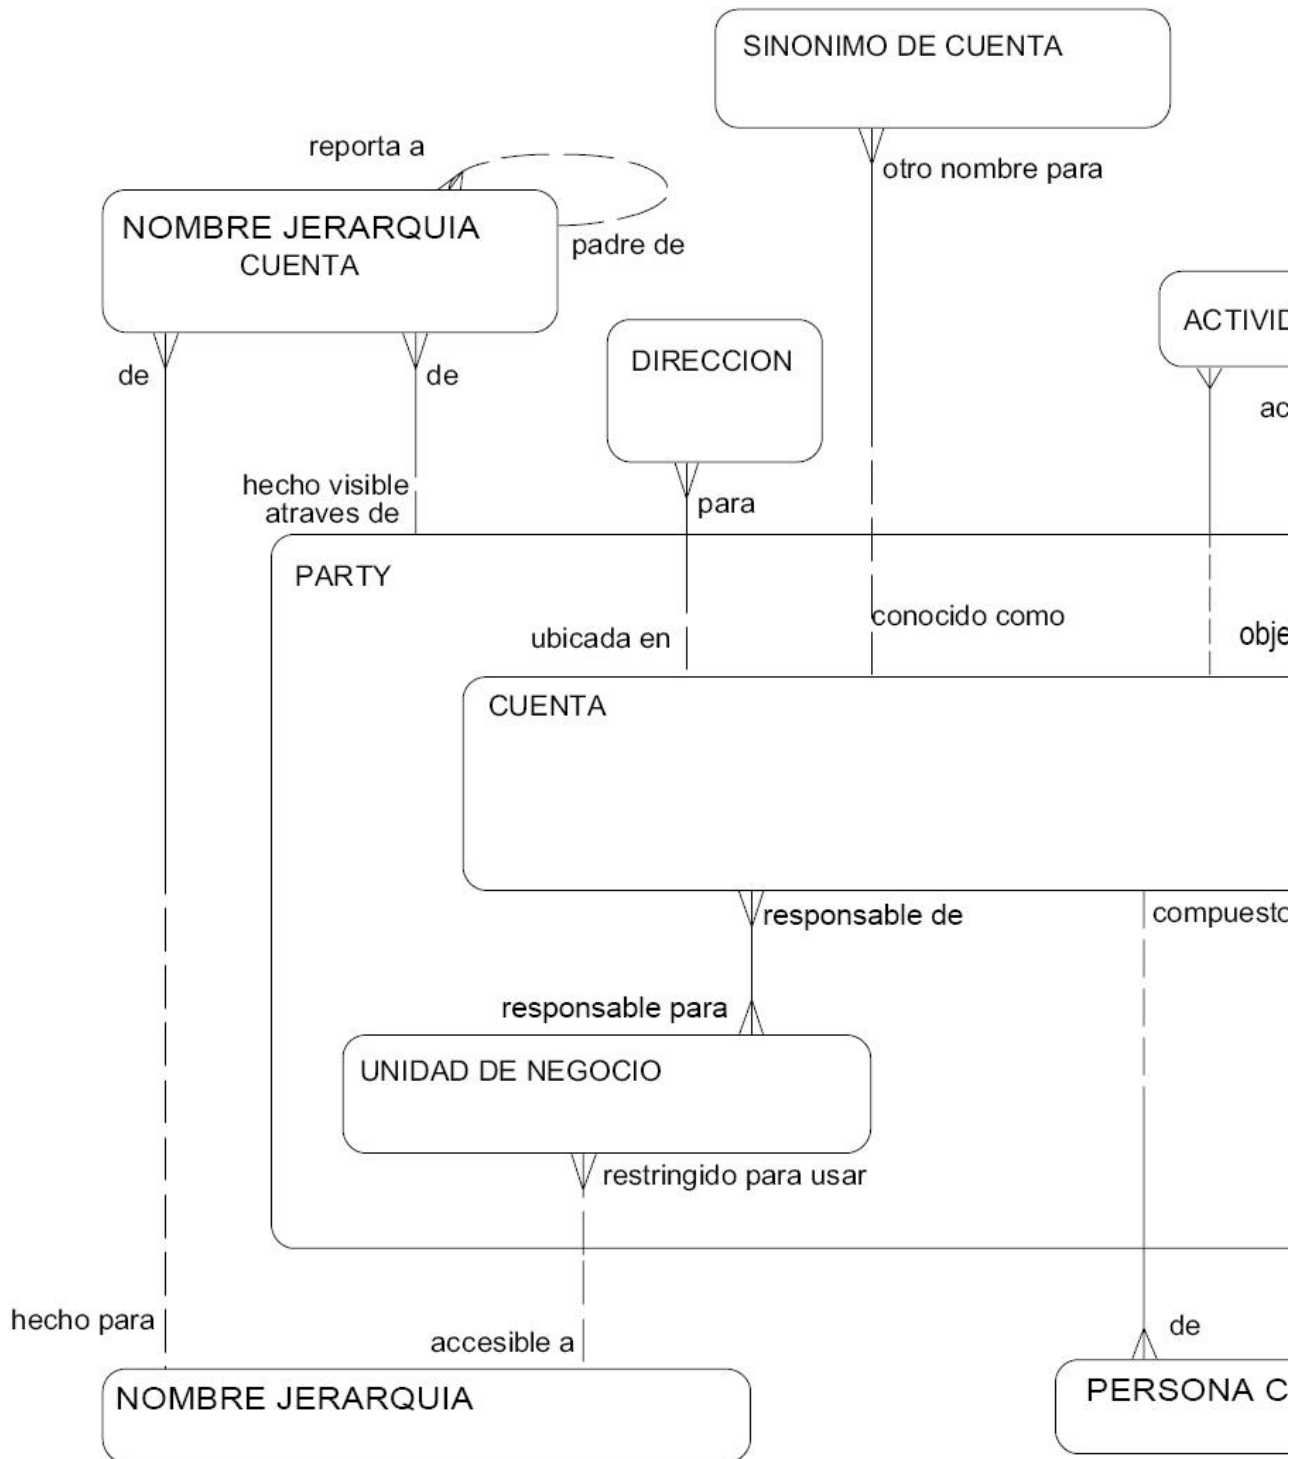 SINONIMO DE CUENTA
reporta a
otro nombre para
NOMBRE JERARQUIA
CUENTA
padre de
ACTIVID
DIRECCION
de
de
ac
hecho visible
atraves de
para
PARTY
ubicada en
conocido como
obje
CUENTA
responsable de
compuesto
responsable para
UNIDAD DE NEGOCIO
restringido para usar
hecho para
accesible a
de
NOMBRE JERARQUIA
PERSONA C